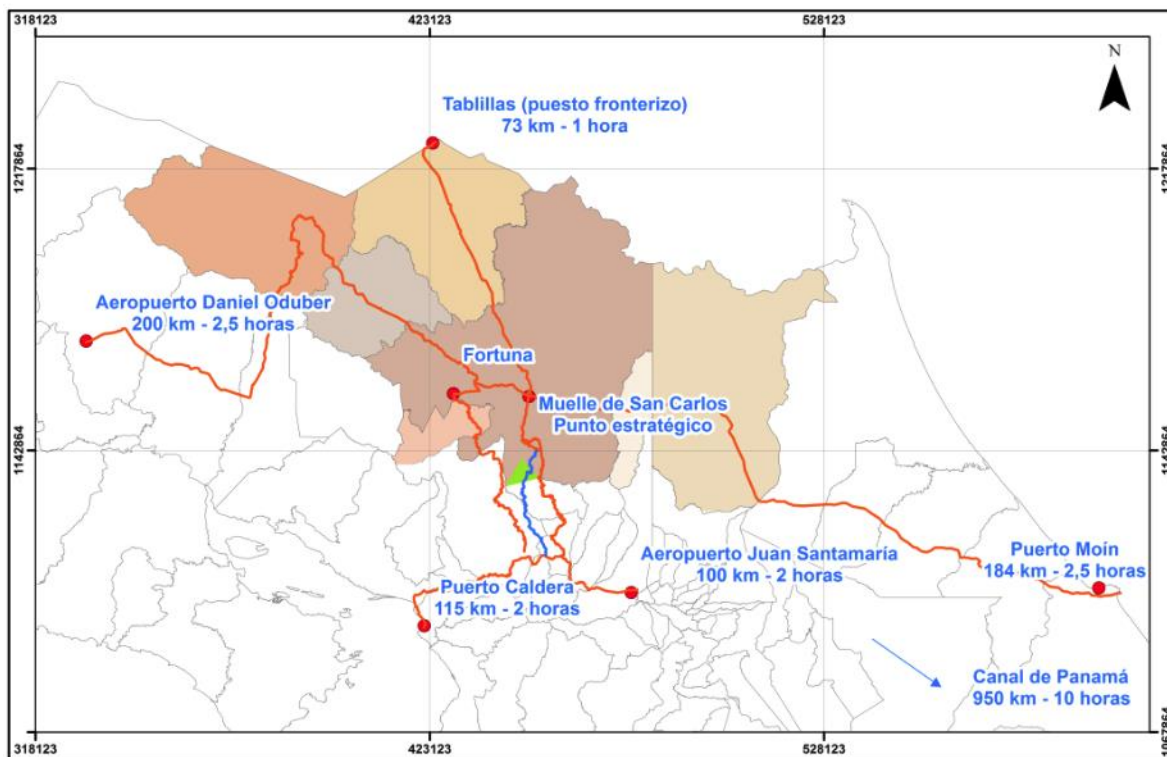 318123
423123
528123
N
Tablillas (puesto fronterizo)
73 km - 1 hora
1217864
1217864
Aeropuerto Daniel Oduber
200 km - 2,5 horas
Fortuna
Muelle de San Carlos
Punto estratégico
1142864
1142864
Aeropuerto Juan Santamaría
100 km - 2 horas
Puerto Moín
184 km - 2,5 horas
Puerto Caldera
115 km - 2 horas
Canal de Panamá
950 km - 10 horas
318123
423123
528123